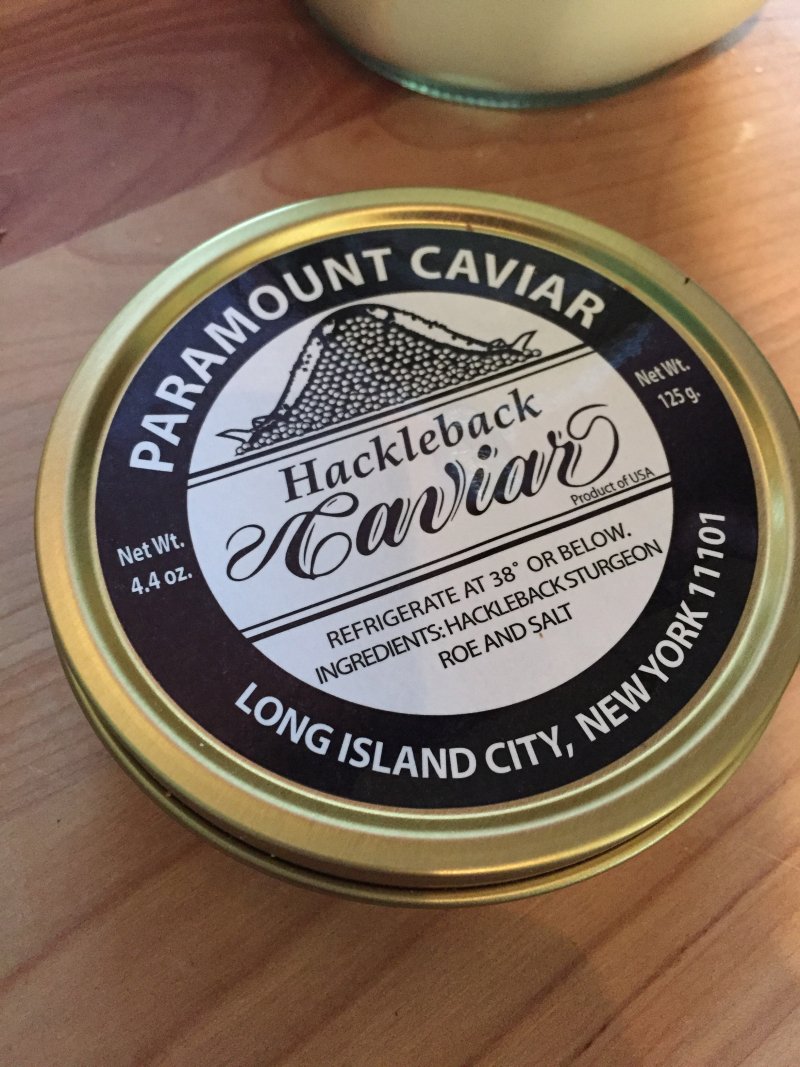 PARAMOUNT CAVIAR
Net Wt.
125 g.
Hackleback
Caviar
Product of USA
Net Wt.
4.4 oz.
REFRIGERATE AT 38° OR BELOW.
INGREDIENTS: HACKLEBACK STURGEON
ROE AND SALT
LONG ISLAND CITY, NEW YORK 11101